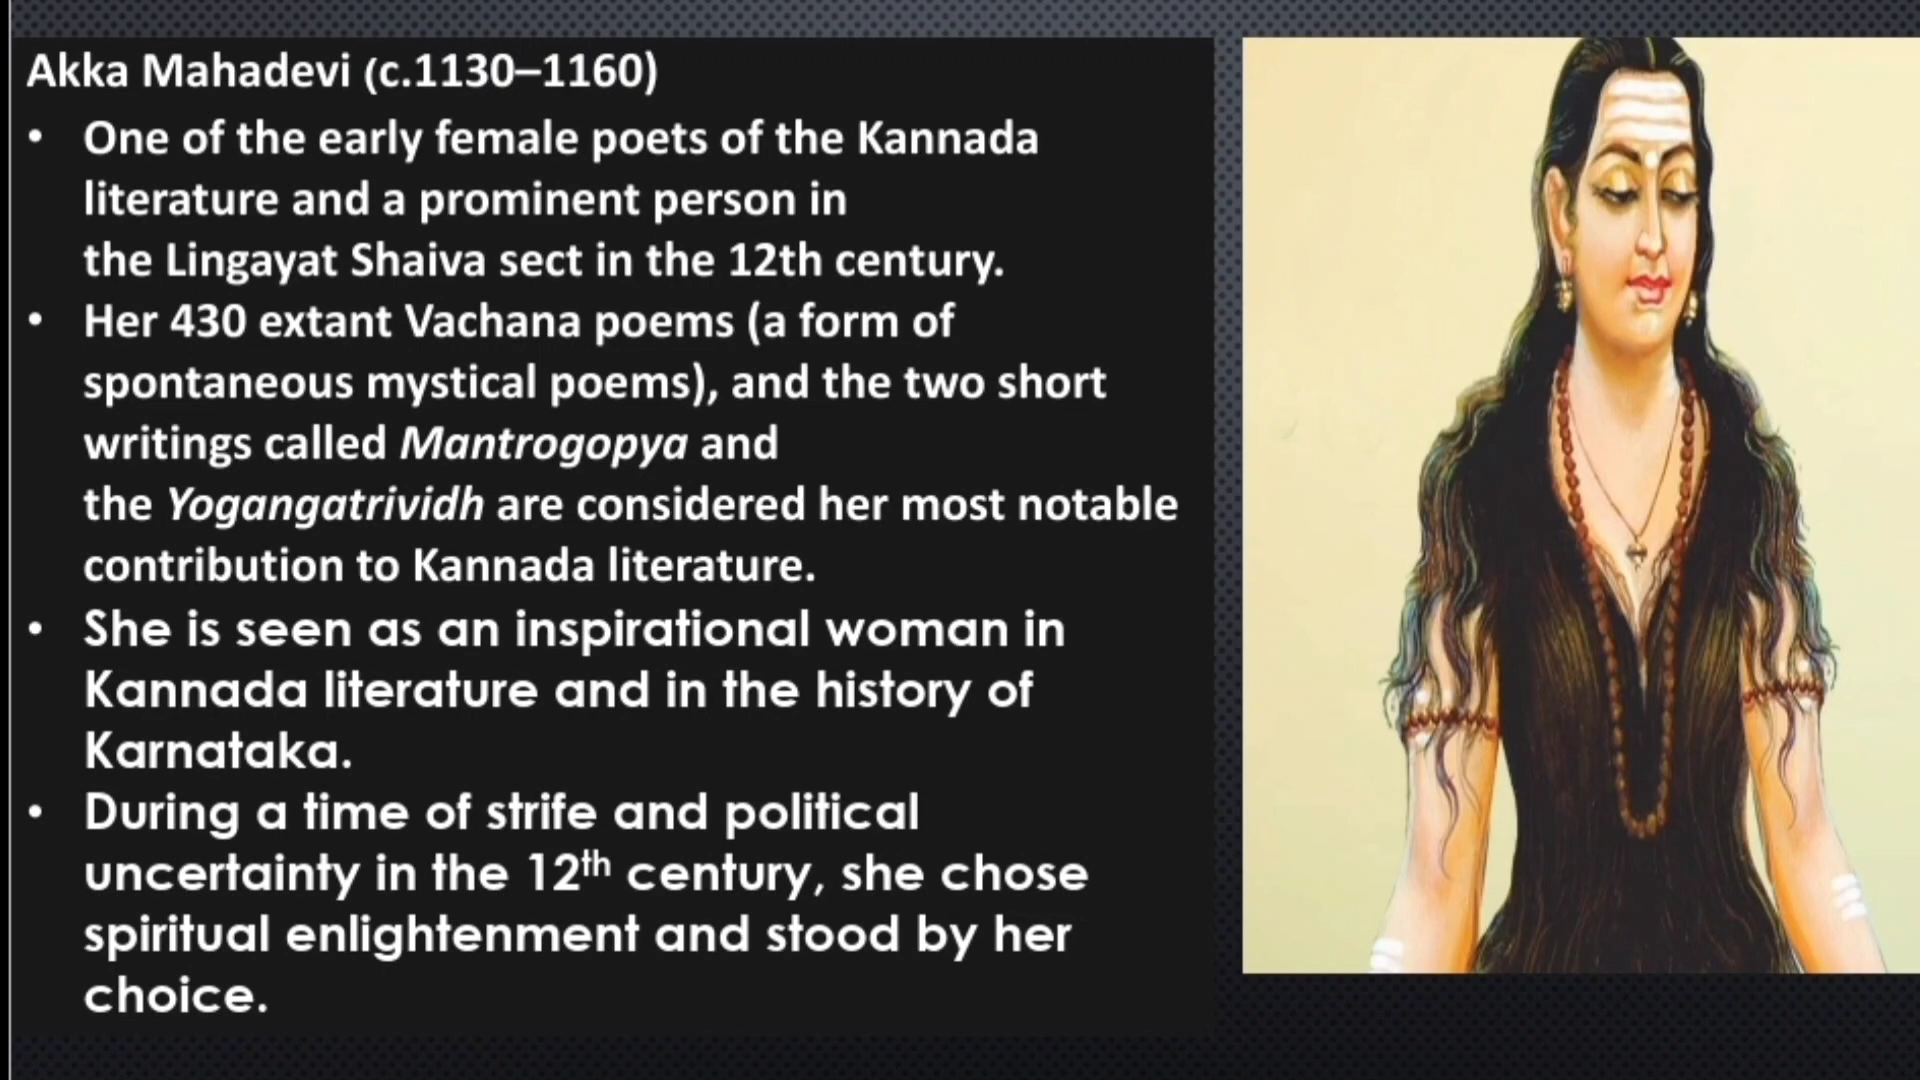 Akka Mahadevi (c.1130–1160)
• One of the early female poets of the Kannada
literature and a prominent person in
the Lingayat Shaiva sect in the 12th century.
• Her 430 extant Vachana poems (a form of
spontaneous mystical poems), and the two short
writings called Mantrogopya and
the Yogangatrividh are considered her most notable
contribution to Kannada literature.
• She is seen as an inspirational woman in
Kannada literature and in the history of
Karnataka.
• During a time of strife and political
uncertainty in the 12th century, she chose
spiritual enlightenment and stood by her
choice.